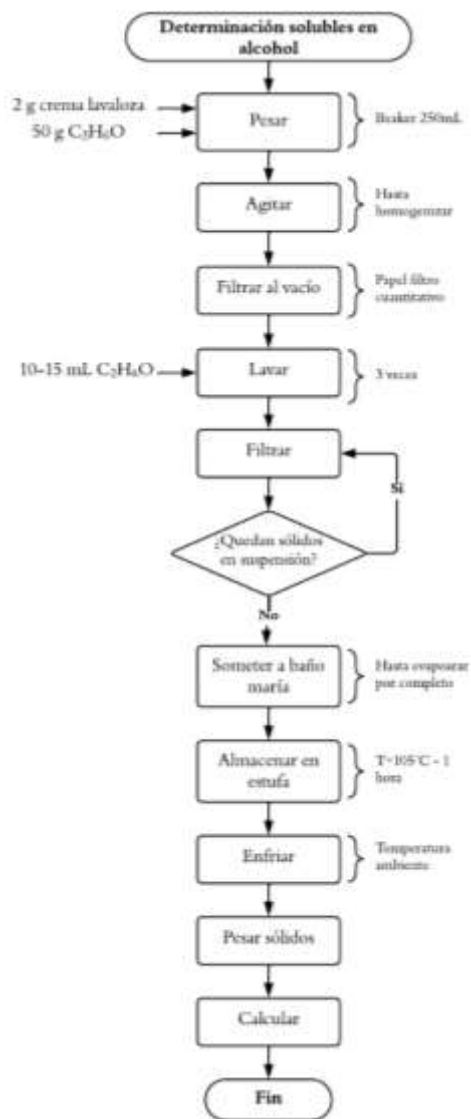 Determinación solubles en
alcohol
2 g crema lavaloza
50 g C₂H₆O
Pesar
Beaker 250mL
Agitar
Hasta
homogenizar
Filtrar al vacío
Papel filtro
cuantitativo
10–15 mL C₂H₆O
Lavar
3 veces
Filtrar
Si
¿Quedan sólidos
en suspensión?
No
Someter a baño
maría
Hasta evaporar
por completo
Almacenar en
estufa
T=105°C - 1
hora
Enfriar
Temperatura
ambiente
Pesar sólidos
Calcular
Fin